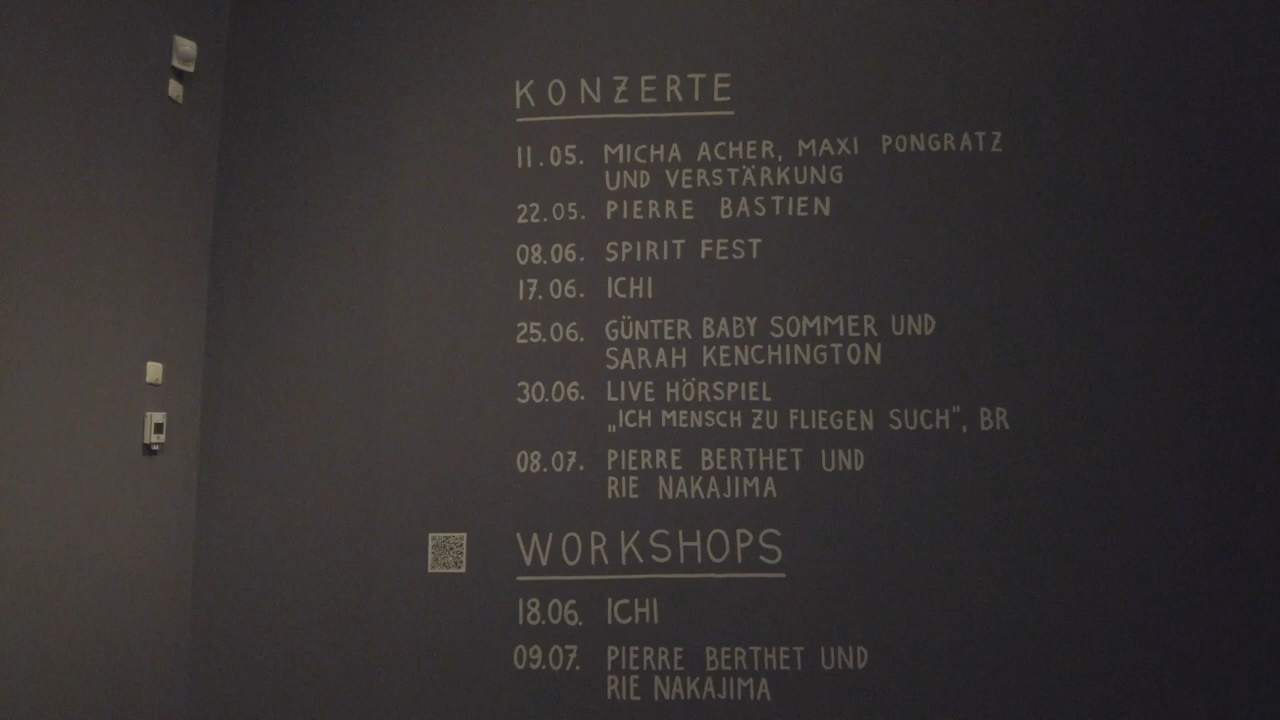 KONZERTE
11.05. MICHA ACHER, MAXI PONGRATZ
UND VERSTÄRKUNG
22.05. PIERRE BASTIEN
08.06. SPIRIT FEST
17.06. ICHI
25.06. GÜNTER BABY SOMMER UND
SARAH KENCHINGTON
30.06. LIVE HÖRSPIEL
„ICH MENSCH ZU FLIEGEN SUCH“, BR
08.07. PIERRE BERTHET UND
RIE NAKAJIMA
WORKSHOPS
18.06. ICHI
09.07. PIERRE BERTHET UND
RIE NAKAJIMA